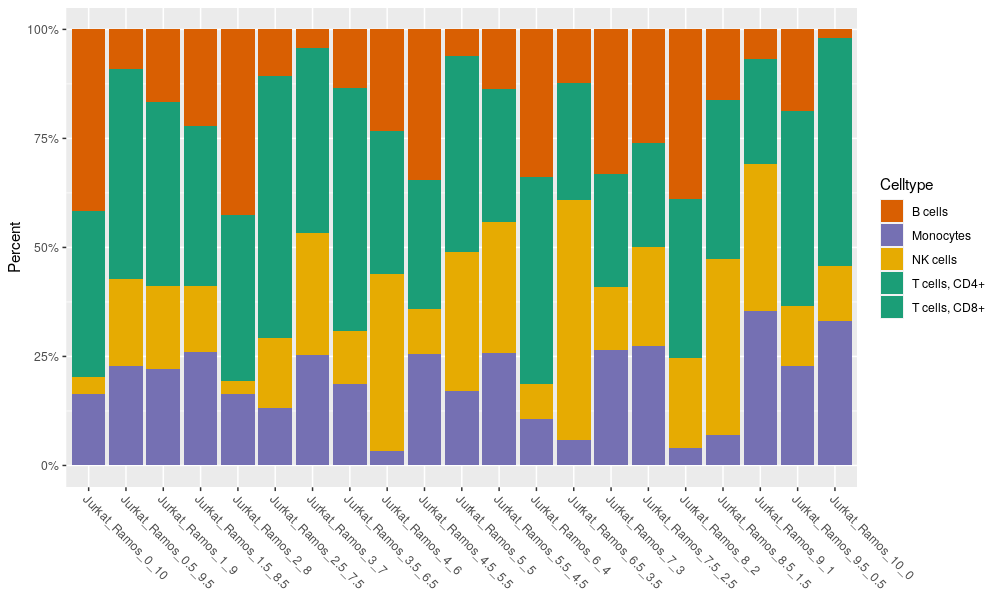 100%
75%
50%
25%
0%
Percent
Jurkat_Ramos_0_10
Jurkat_Ramos_0.5_9.5
Jurkat_Ramos_1_9
Jurkat_Ramos_1.5_8.5
Jurkat_Ramos_2_8
Jurkat_Ramos_2.5_7.5
Jurkat_Ramos_3_7
Jurkat_Ramos_3.5_6.5
Jurkat_Ramos_4_6
Jurkat_Ramos_4.5_5.5
Jurkat_Ramos_5_5
Jurkat_Ramos_5.5_4.5
Jurkat_Ramos_6_4
Jurkat_Ramos_6.5_3.5
Jurkat_Ramos_7_3
Jurkat_Ramos_7.5_2.5
Jurkat_Ramos_8_2
Jurkat_Ramos_8.5_1.5
Jurkat_Ramos_9_1
Jurkat_Ramos_9.5_0.5
Jurkat_Ramos_10_0
Celltype
B cells
Monocytes
NK cells
T cells, CD4+
T cells, CD8+